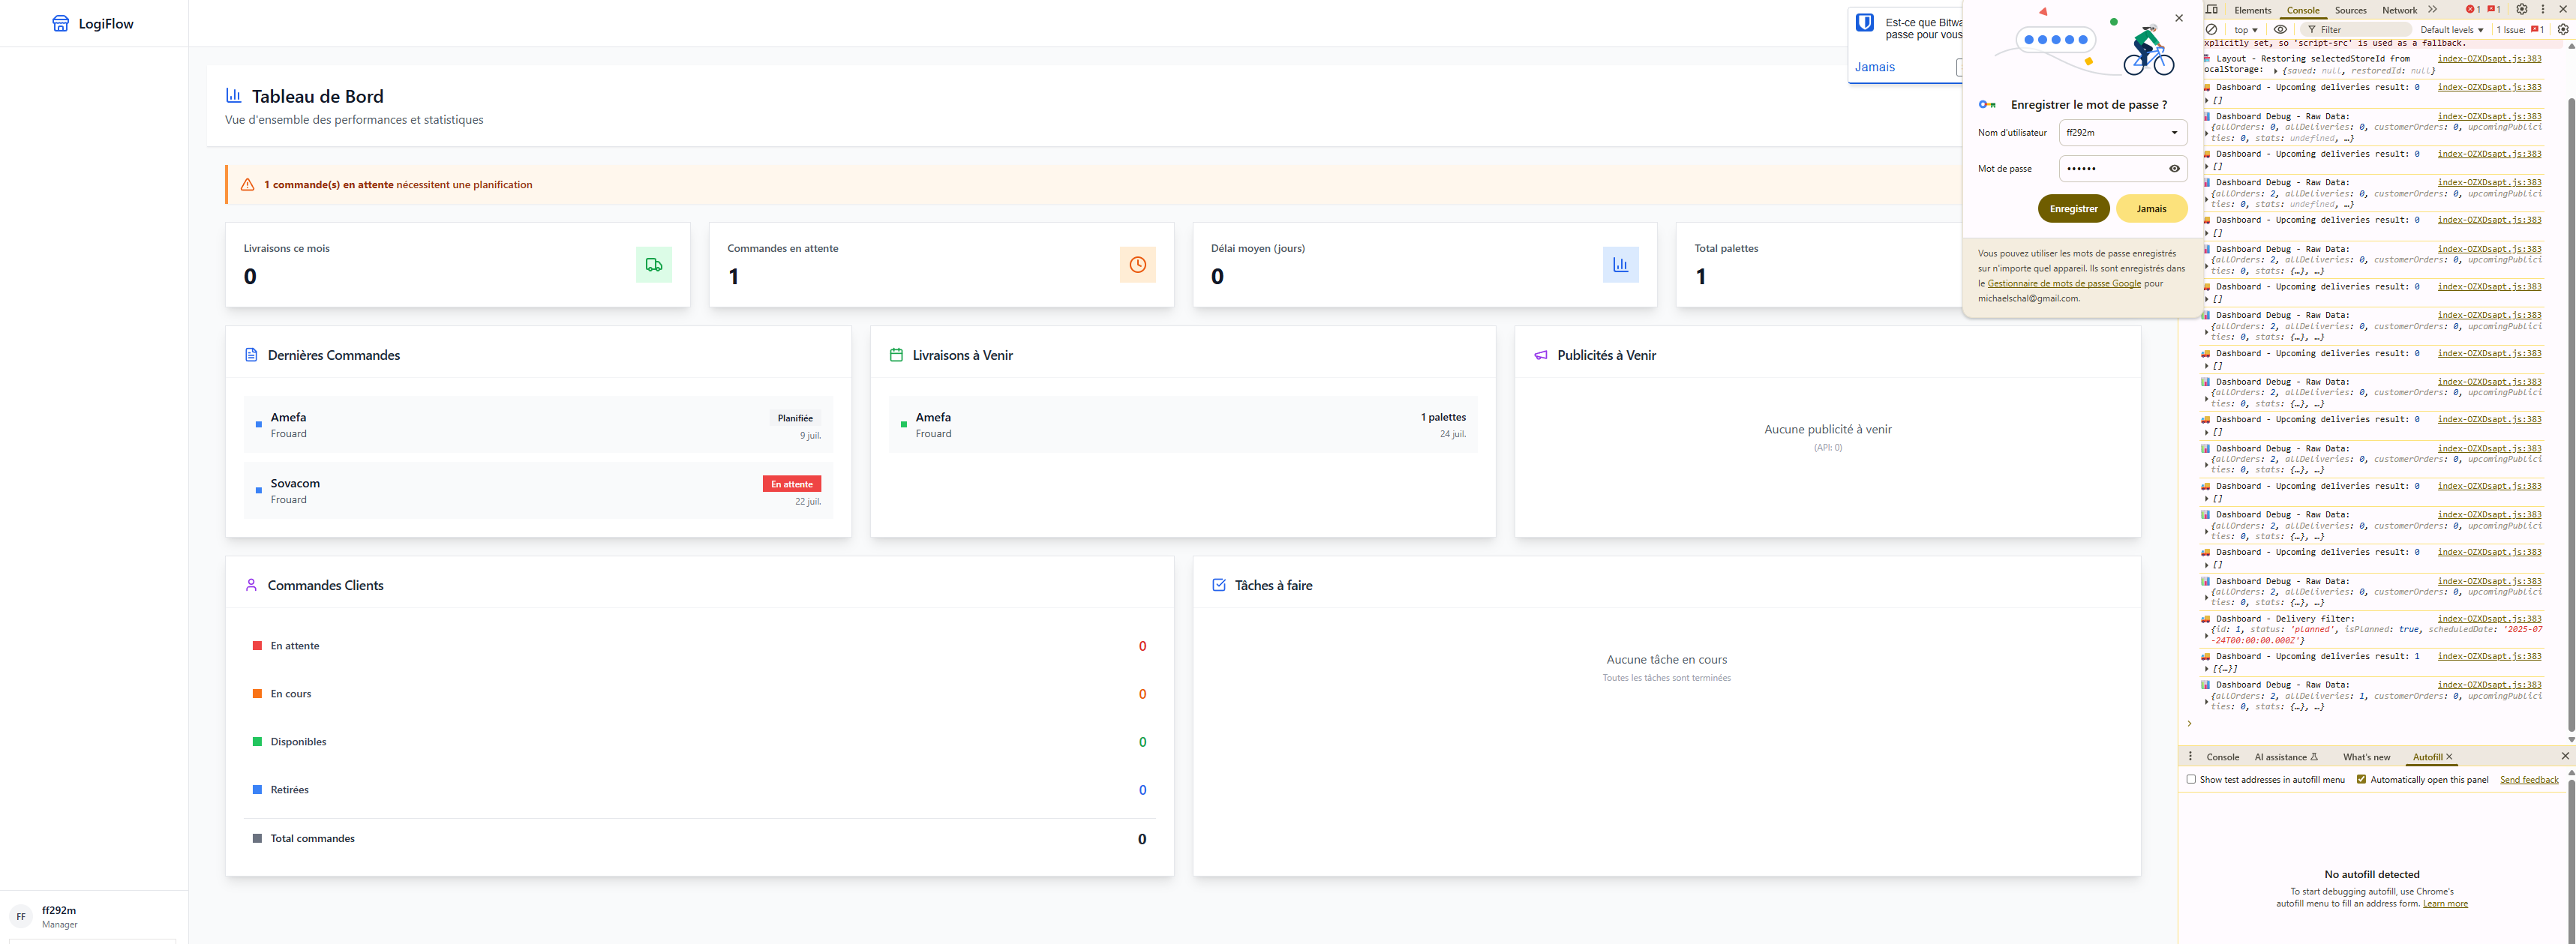 LogiFlow
Tableau de Bord
Vue d'ensemble des performances et statistiques
1 commande(s) en attente nécessitent une planification
Livraisons ce mois
0
Commandes en attente
1
Délai moyen (jours)
0
Total palettes
1
Dernières Commandes
Amefa
Planifiée
Frouard
9 juil.
Sovacom
En attente
Frouard
22 juil.
Livraisons à Venir
Amefa
1 palettes
Frouard
24 juil.
Publicités à Venir
Aucune publicité à venir
(API: 0)
Commandes Clients
En attente
0
En cours
0
Disponibles
0
Retirées
0
Total commandes
0
Tâches à faire
Aucune tâche en cours
Toutes les tâches sont terminées
FF
ff292m
Manager
Est-ce que Bitwa
passe pour vous
Jamais
Enregistrer le mot de passe ?
Nom d'utilisateur
ff292m
Mot de passe
••••••
Enregistrer
Jamais
Vous pouvez utiliser les mots de passe enregistrés
sur n'importe quel appareil. Ils sont enregistrés dans
le Gestionnaire de mots de passe Google pour
michaelschal@gmail.com.
Elements
Console
Sources
Network
1
1
top
Filter
Default levels
1 Issue:
1
xplicitly set, so 'script-src' is used as a fallback.
Layout - Restoring selectedStoreId from
index-OZXDsapt.js:383
ocalStorage: {saved: null, restoredId: null}
Dashboard - Upcoming deliveries result: 0
index-OZXDsapt.js:383
[]
Dashboard Debug - Raw Data:
index-OZXDsapt.js:383
{allOrders: 0, allDeliveries: 0, customerOrders: 0, upcomingPublici
ties: 0, stats: undefined, …}
Dashboard - Upcoming deliveries result: 0
index-OZXDsapt.js:383
[]
Dashboard Debug - Raw Data:
index-OZXDsapt.js:383
{allOrders: 2, allDeliveries: 0, customerOrders: 0, upcomingPublici
ties: 0, stats: undefined, …}
Dashboard - Upcoming deliveries result: 0
index-OZXDsapt.js:383
[]
Dashboard Debug - Raw Data:
index-OZXDsapt.js:383
{allOrders: 2, allDeliveries: 0, customerOrders: 0, upcomingPublici
ties: 0, stats: {…}, …}
Dashboard - Upcoming deliveries result: 0
index-OZXDsapt.js:383
[]
Dashboard Debug - Raw Data:
index-OZXDsapt.js:383
{allOrders: 2, allDeliveries: 0, customerOrders: 0, upcomingPublici
ties: 0, stats: {…}, …}
Dashboard - Upcoming deliveries result: 0
index-OZXDsapt.js:383
[]
Dashboard Debug - Raw Data:
index-OZXDsapt.js:383
{allOrders: 2, allDeliveries: 0, customerOrders: 0, upcomingPublici
ties: 0, stats: {…}, …}
Dashboard - Upcoming deliveries result: 0
index-OZXDsapt.js:383
[]
Dashboard Debug - Raw Data:
index-OZXDsapt.js:383
{allOrders: 2, allDeliveries: 0, customerOrders: 0, upcomingPublici
ties: 0, stats: {…}, …}
Dashboard - Upcoming deliveries result: 0
index-OZXDsapt.js:383
[]
Dashboard Debug - Raw Data:
index-OZXDsapt.js:383
{allOrders: 2, allDeliveries: 0, customerOrders: 0, upcomingPublici
ties: 0, stats: {…}, …}
Dashboard - Upcoming deliveries result: 0
index-OZXDsapt.js:383
[]
Dashboard Debug - Raw Data:
index-OZXDsapt.js:383
{allOrders: 2, allDeliveries: 0, customerOrders: 0, upcomingPublici
ties: 0, stats: {…}, …}
Dashboard - Delivery filter:
index-OZXDsapt.js:383
{id: 1, status: 'planned', isPlanned: true, scheduledDate: '2025-07
-24T00:00:00.000Z'}
Dashboard - Upcoming deliveries result: 1
index-OZXDsapt.js:383
[{…}]
Dashboard Debug - Raw Data:
index-OZXDsapt.js:383
{allOrders: 2, allDeliveries: 1, customerOrders: 0, upcomingPublici
ties: 0, stats: {…}, …}
Console
AI assistance
What's new
Autofill
Show test addresses in autofill menu
Automatically open this panel
Send feedback
No autofill detected
To start debugging autofill, use Chrome's
autofill menu to fill an address form. Learn more